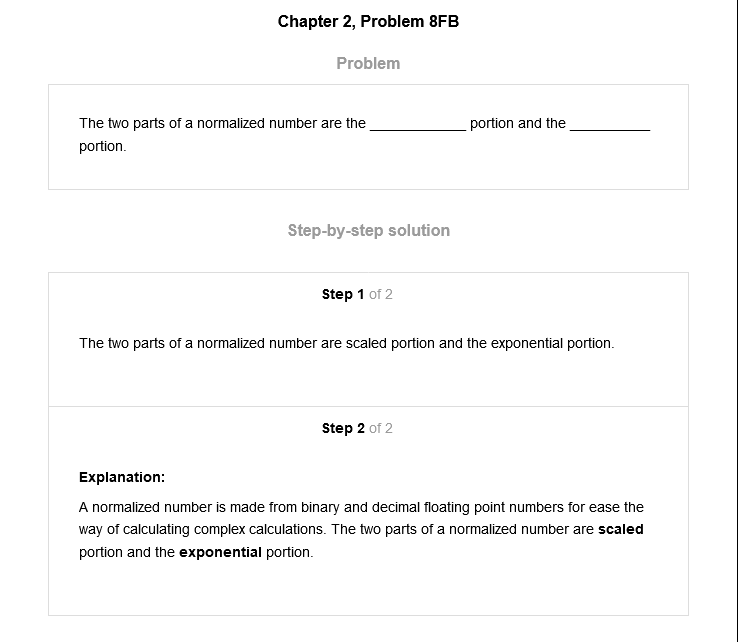 Chapter 2, Problem 8FB
Problem
The two parts of a normalized number are the ____________ portion and the __________
portion.
Step-by-step solution
Step 1 of 2
The two parts of a normalized number are scaled portion and the exponential portion.
Step 2 of 2
Explanation:
A normalized number is made from binary and decimal floating point numbers for ease the
way of calculating complex calculations. The two parts of a normalized number are scaled
portion and the exponential portion.